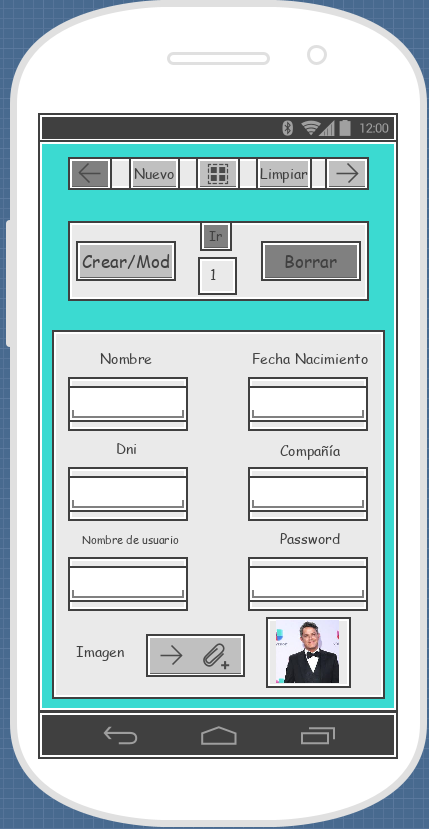 12:00
Nuevo
Limpiar
Ir
Crear/Mod
1
Borrar
Nombre
Fecha Nacimiento
Dni
Compañía
Nombre de usuario
Password
Imagen